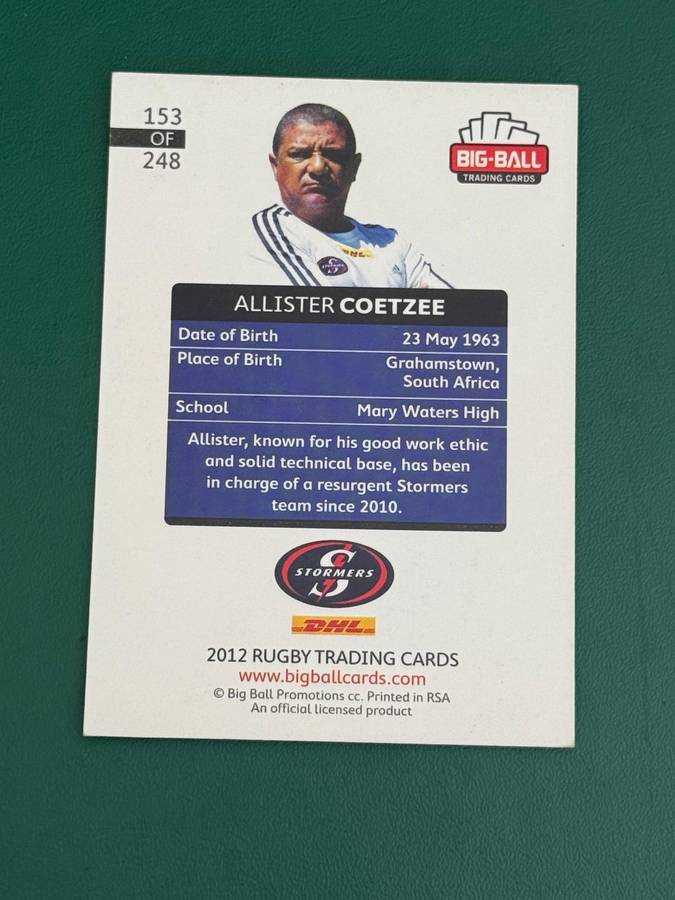 153
OF
248
BIG-BALL
TRADING CARDS
DHL
STORMERS
ALLISTER COETZEE
Date of Birth 23 May 1963
Place of Birth Grahamstown,
South Africa
School Mary Waters High
Allister, known for his good work ethic
and solid technical base, has been
in charge of a resurgent Stormers
team since 2010.
STORMERS
DHL
2012 RUGBY TRADING CARDS
www.bigballcards.com
© Big Ball Promotions cc. Printed in RSA
An official licensed product